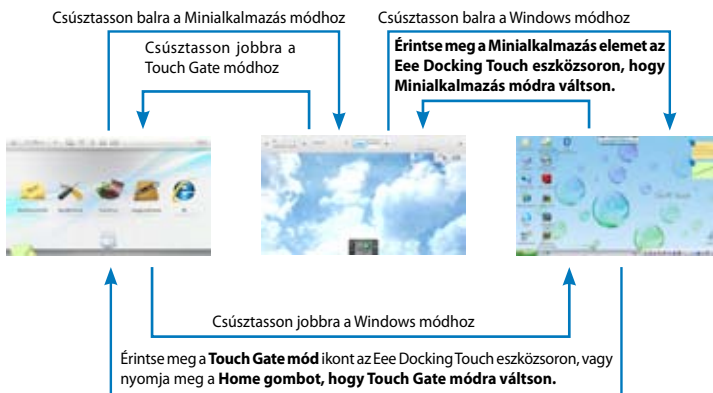 Csúsztasson balra a Minialkalmazás módhoz
Csúsztasson balra a Windows módhoz
Csúsztasson jobbra a
Touch Gate módhoz
Érintse meg a Minialkalmazás elemet az
Eee Docking Touch eszközsoron, hogy
Minialkalmazás módra váltson.
Csúsztasson jobbra a Windows módhoz
Érintse meg a Touch Gate mód ikont az Eee Docking Touch eszközsoron, vagy
nyomja meg a Home gombot, hogy Touch Gate módra váltson.